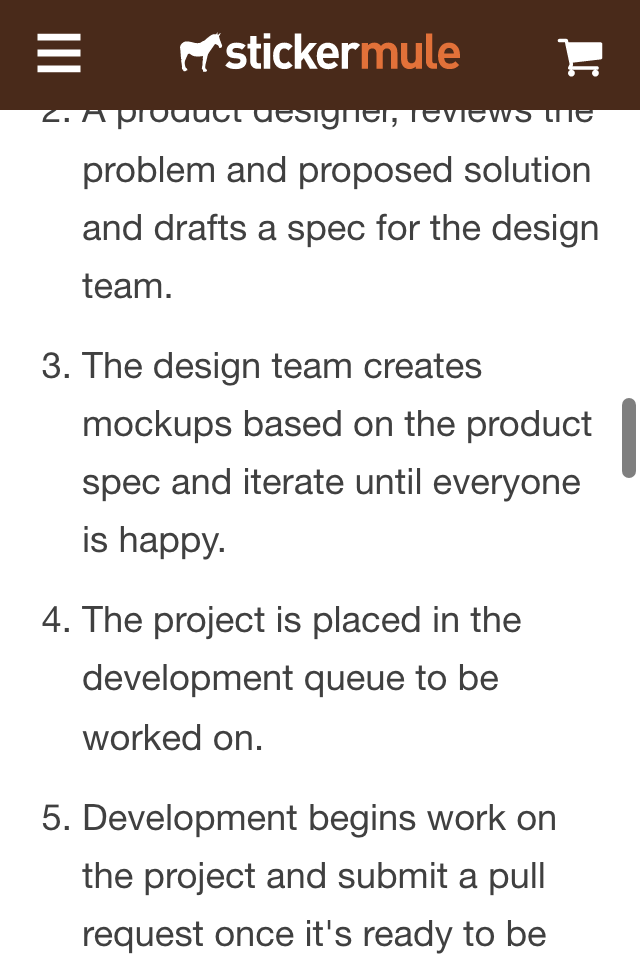 stickermule
2. A product designer, reviews the
problem and proposed solution
and drafts a spec for the design
team.
3. The design team creates
mockups based on the product
spec and iterate until everyone
is happy.
4. The project is placed in the
development queue to be
worked on.
5. Development begins work on
the project and submit a pull
request once it's ready to be